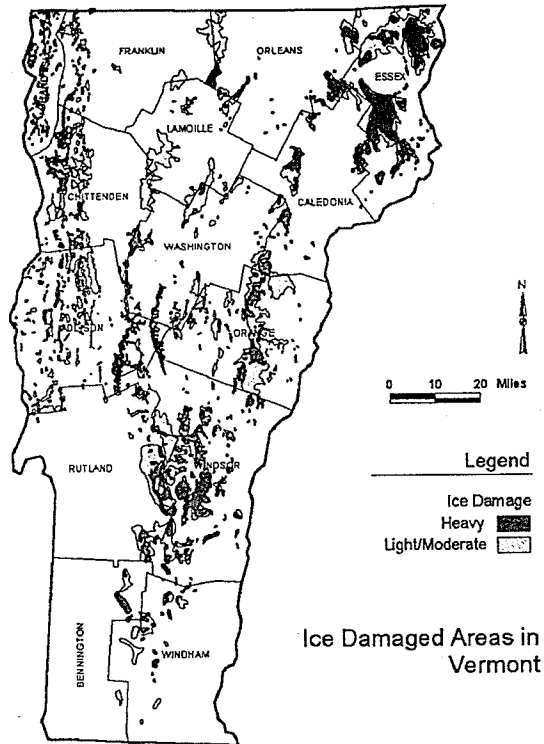 FRANKLIN
ORLEANS
ESSEX
LAMOILLE
CHITTENDEN
CALEDONIA
WASHINGTON
ORANGE
N
0 10 20 Miles
RUTLAND
WINDSOR
Legend
Ice Damage
Heavy
Light/Moderate
BENNINGTON
WINDHAM
Ice Damaged Areas in
Vermont